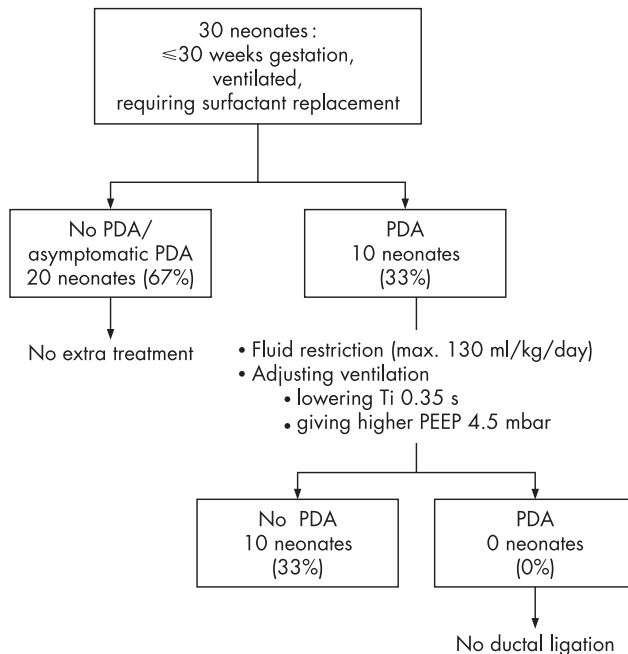 30 neonates:
⩽30 weeks gestation,
ventilated,
requiring surfactant replacement
No PDA/
asymptomatic PDA
20 neonates (67%)
PDA
10 neonates
(33%)
No extra treatment
• Fluid restriction (max. 130 ml/kg/day)
• Adjusting ventilation
• lowering Ti 0.35 s
• giving higher PEEP 4.5 mbar
No PDA
10 neonates
(33%)
PDA
0 neonates
(0%)
No ductal ligation